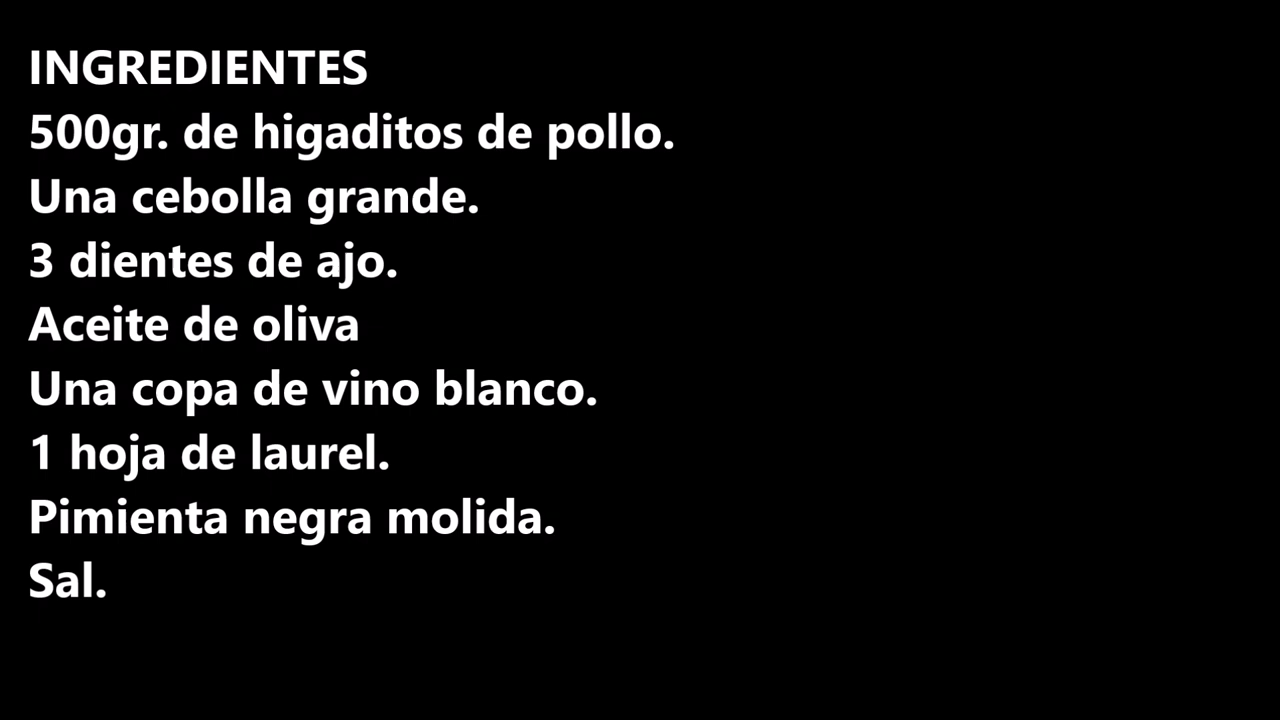 INGREDIENTES
500gr. de higaditos de pollo.
Una cebolla grande.
3 dientes de ajo.
Aceite de oliva
Una copa de vino blanco.
1 hoja de laurel.
Pimienta negra molida.
Sal.